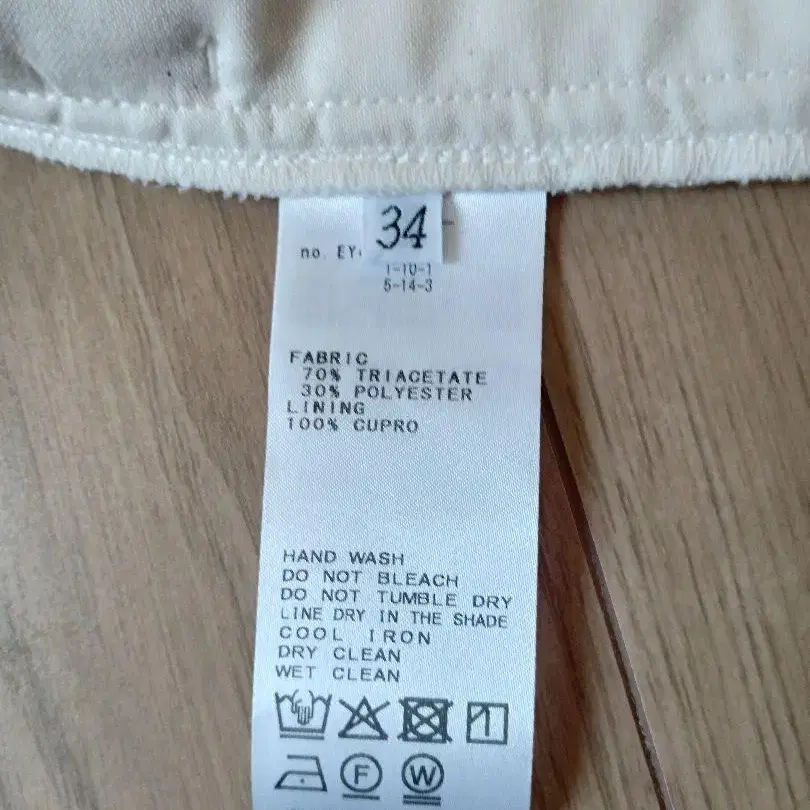 34
no. EY
1-10-1
5-14-3
FABRIC
70% TRIACETATE
30% POLYESTER
LINING
100% CUPRO
HAND WASH
DO NOT BLEACH
DO NOT TUMBLE DRY
LINE DRY IN THE SHADE
COOL IRON
DRY CLEAN
WET CLEAN
F W